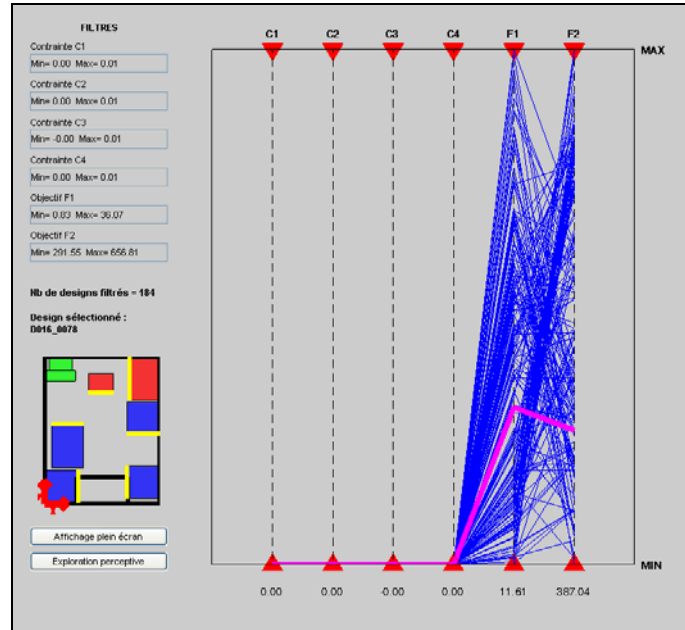 FILTRES
Contrainte C1
Min= 0.00 Max= 0.01
Contrainte C2
Min= 0.00 Max= 0.01
Contrainte C3
Min= -0.00 Max= 0.01
Contrainte C4
Min= 0.00 Max= 0.01
Objectif F1
Min= 0.83 Max= 36.07
Objectif F2
Min= 291.55 Max= 656.81
Nb de designs filtrés = 184
Design sélectionné :
D016_0078
Affichage plein écran
Exploration perceptive
C1 C2 C3 C4 F1 F2
MAX
MIN
0.00 0.00 -0.00 0.00 11.61 387.04